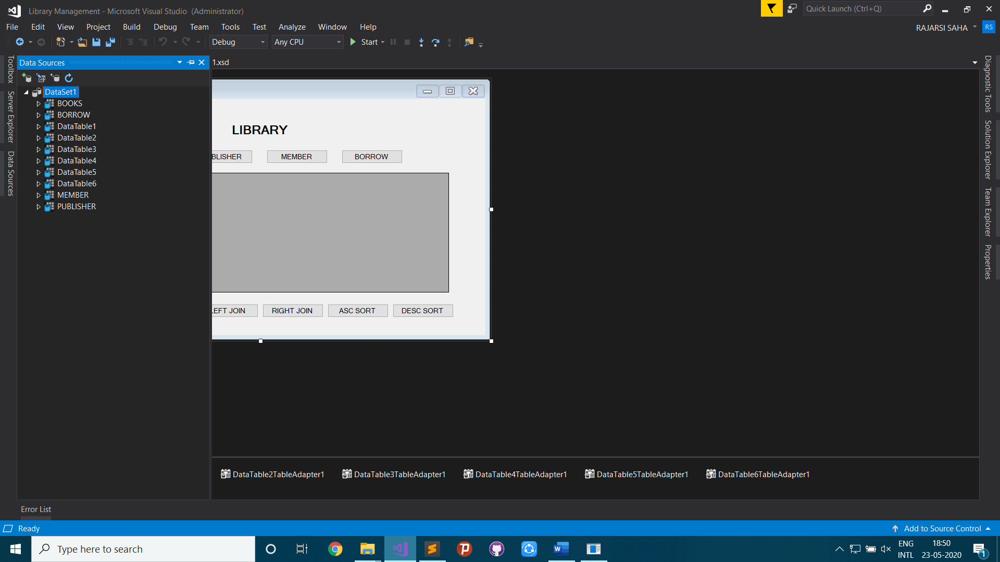 Library Management - Microsoft Visual Studio (Administrator)
Quick Launch (Ctrl+Q)
File Edit View Project Build Debug Team Tools Test Analyze Window Help
RAJARSI SAHA RS
Debug Any CPU Start
Toolbox
Server Explorer
Data Sources
Data Sources
DataSet1
BOOKS
BORROW
DataTable1
DataTable2
DataTable3
DataTable4
DataTable5
DataTable6
MEMBER
PUBLISHER
1.xsd
LIBRARY
BLISHER MEMBER BORROW
LEFT JOIN RIGHT JOIN ASC SORT DESC SORT
DataTable2TableAdapter1 DataTable3TableAdapter1 DataTable4TableAdapter1 DataTable5TableAdapter1 DataTable6TableAdapter1
Diagnostic Tools
Solution Explorer
Team Explorer
Properties
Error List
Ready
Add to Source Control
Type here to search
ENG
INTL
18:50
23-05-2020
1